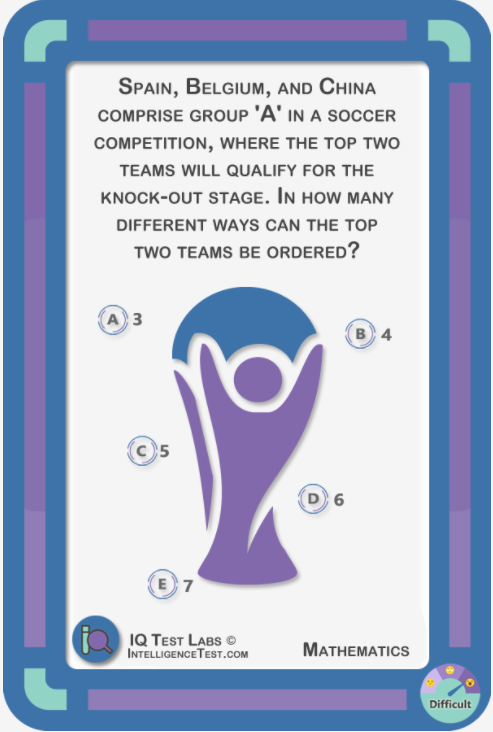 Spain, Belgium, and China
comprise group 'A' in a soccer
competition, where the top two
teams will qualify for the
knock-out stage. In how many
different ways can the top
two teams be ordered?
A 3
B 4
C 5
D 6
E 7
IQ Test Labs ©
IntelligenceTest.com
Mathematics
Difficult